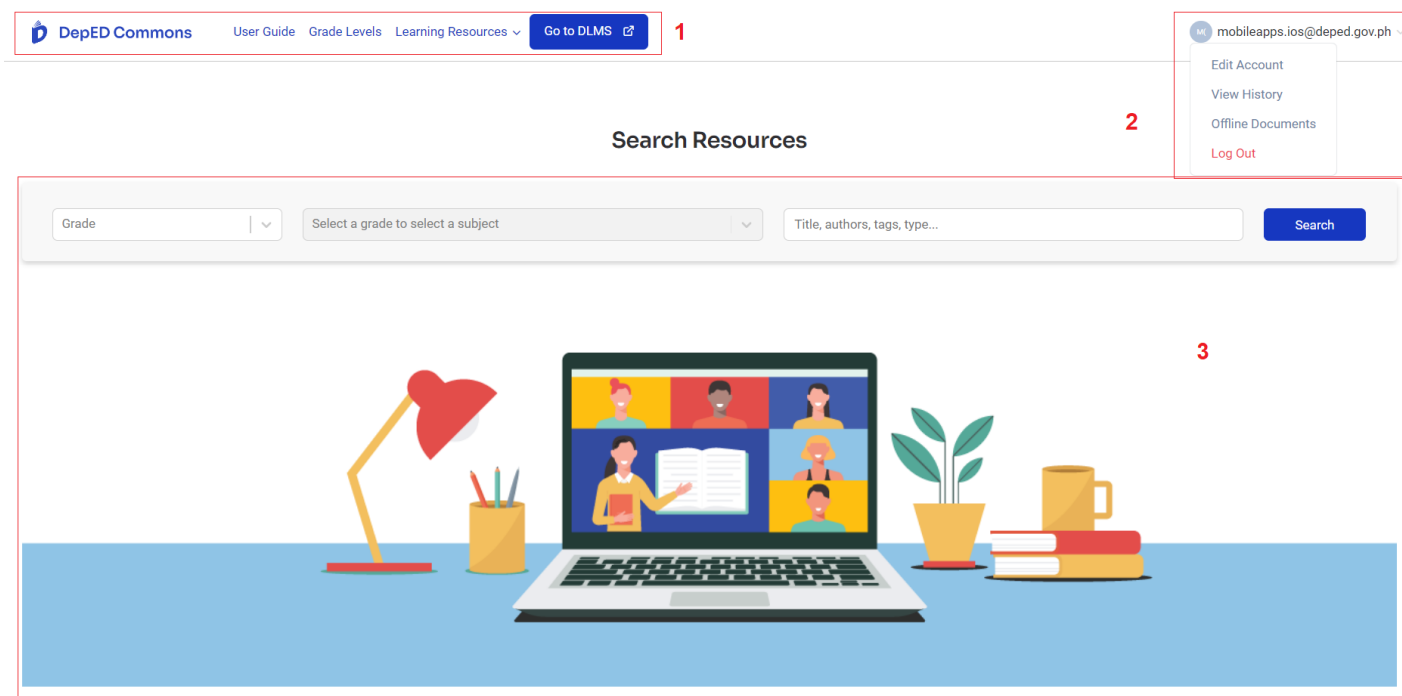 DepED Commons User Guide Grade Levels Learning Resources Go to DLMS 1
M( mobileapps.ios@deped.gov.ph
Edit Account
View History
Offline Documents
Log Out
2
Search Resources
Grade Select a grade to select a subject Title, authors, tags, type... Search
3